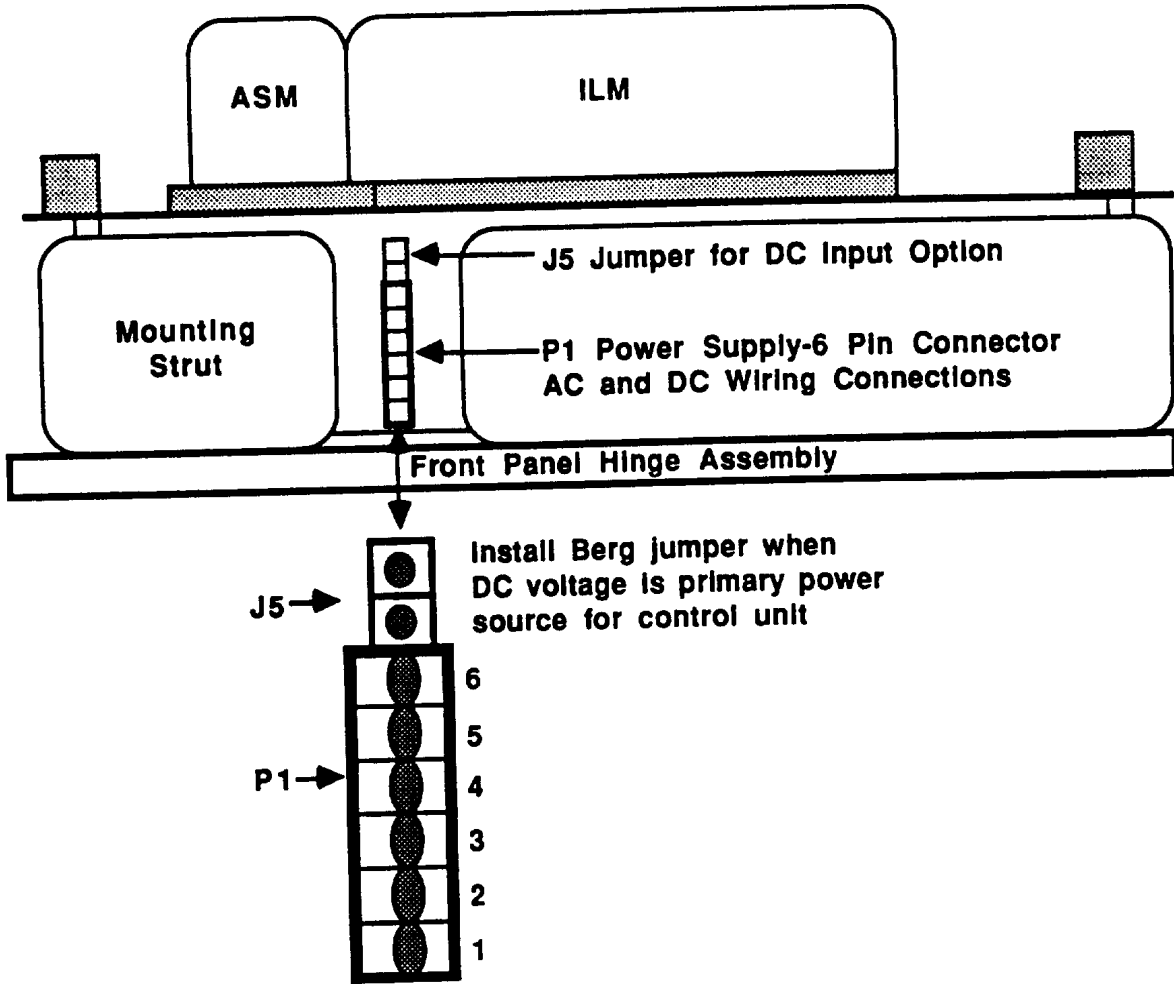 ASM
ILM
J5 Jumper for DC Input Option
Mounting
Strut
P1 Power Supply-6 Pin Connector
AC and DC Wiring Connections
Front Panel Hinge Assembly
Install Berg jumper when
DC voltage is primary power
source for control unit
J5
6
5
P1
4
3
2
1